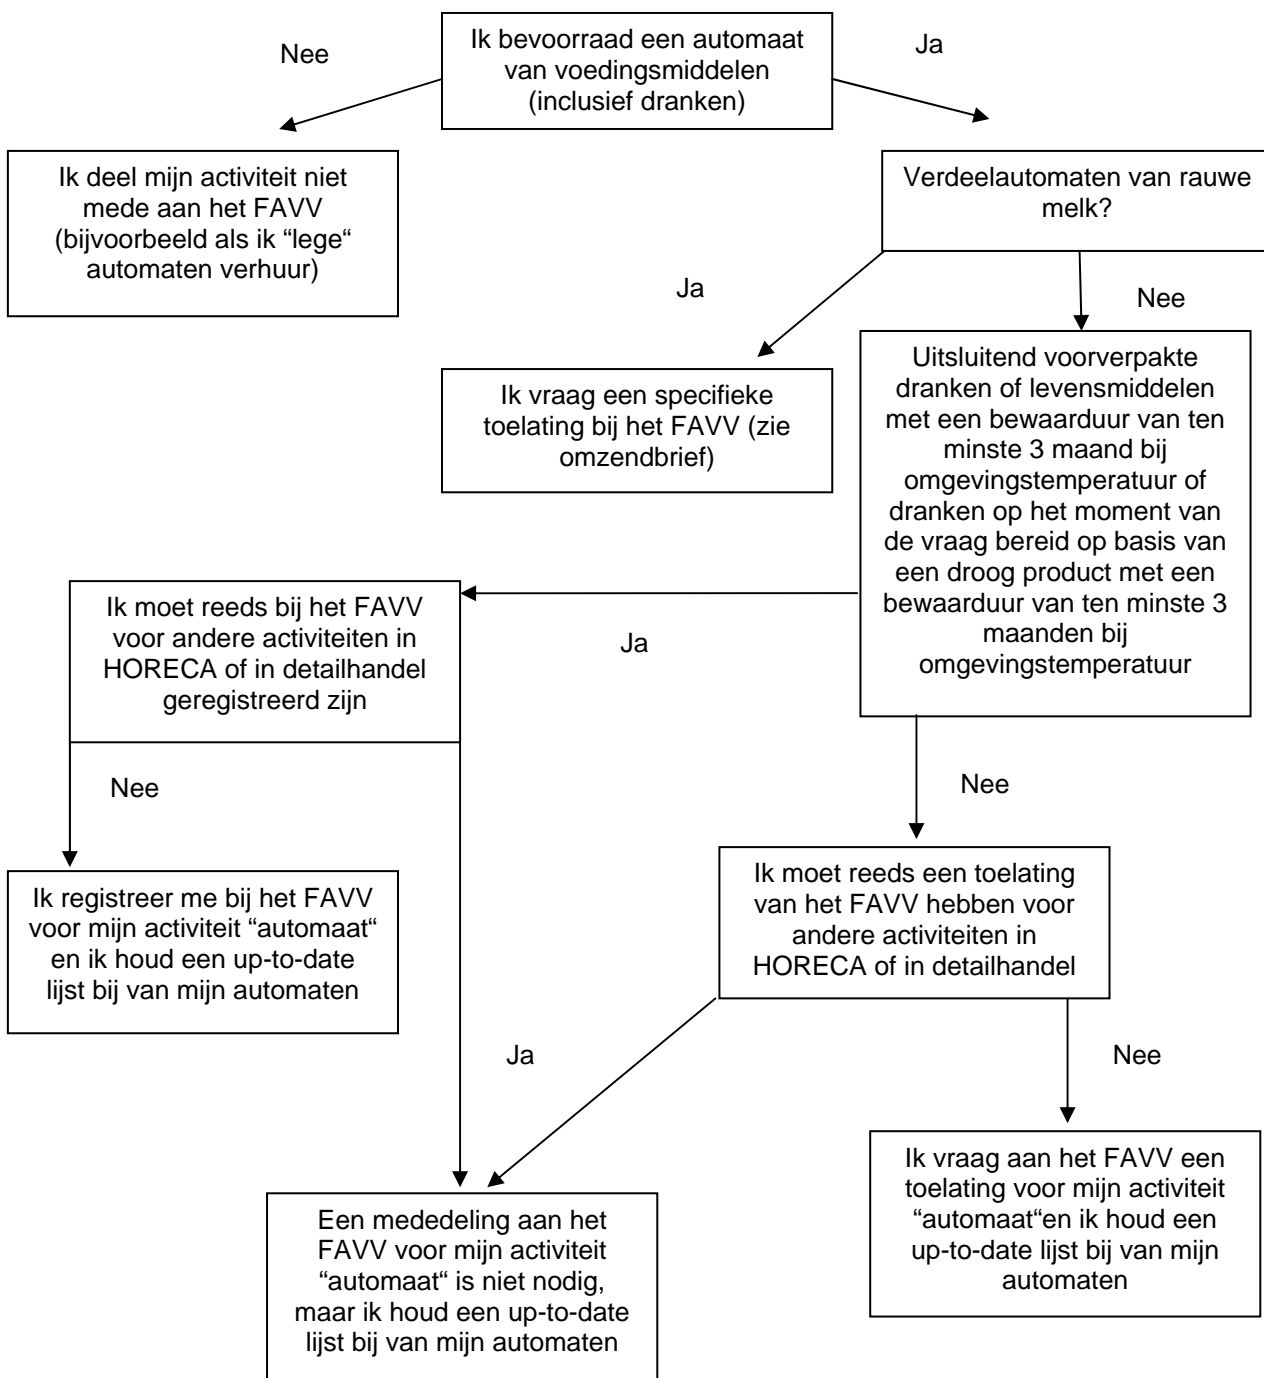 Nee
Ik bevoorraad een automaat
van voedingsmiddelen
(inclusief dranken)
Ja
Ik deel mijn activiteit niet
mede aan het FAVV
(bijvoorbeeld als ik “lege“
automaten verhuur)
Verdeelautomaten van rauwe
melk?
Ja
Nee
Ik vraag een specifieke
toelating bij het FAVV (zie
omzendbrief)
Uitsluitend voorverpakte
dranken of levensmiddelen
met een bewaarduur van ten
minste 3 maand bij
omgevingstemperatuur of
dranken op het moment van
de vraag bereid op basis van
een droog product met een
bewaarduur van ten minste 3
maanden bij
omgevingstemperatuur
Ik moet reeds bij het FAVV
voor andere activiteiten in
HORECA of in detailhandel
geregistreerd zijn
Ja
Nee
Nee
Ik registreer me bij het FAVV
voor mijn activiteit “automaat“
en ik houd een up-to-date
lijst bij van mijn automaten
Ik moet reeds een toelating
van het FAVV hebben voor
andere activiteiten in
HORECA of in detailhandel
Ja
Nee
Een mededeling aan het
FAVV voor mijn activiteit
“automaat“ is niet nodig,
maar ik houd een up-to-date
lijst bij van mijn automaten
Ik vraag aan het FAVV een
toelating voor mijn activiteit
“automaat“en ik houd een
up-to-date lijst bij van mijn
automaten